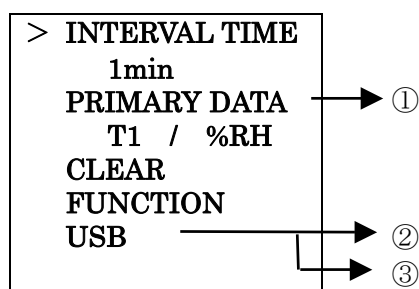 > INTERVAL TIME
1min
PRIMARY DATA ①
T1 / %RH
CLEAR
FUNCTION
USB ②
③